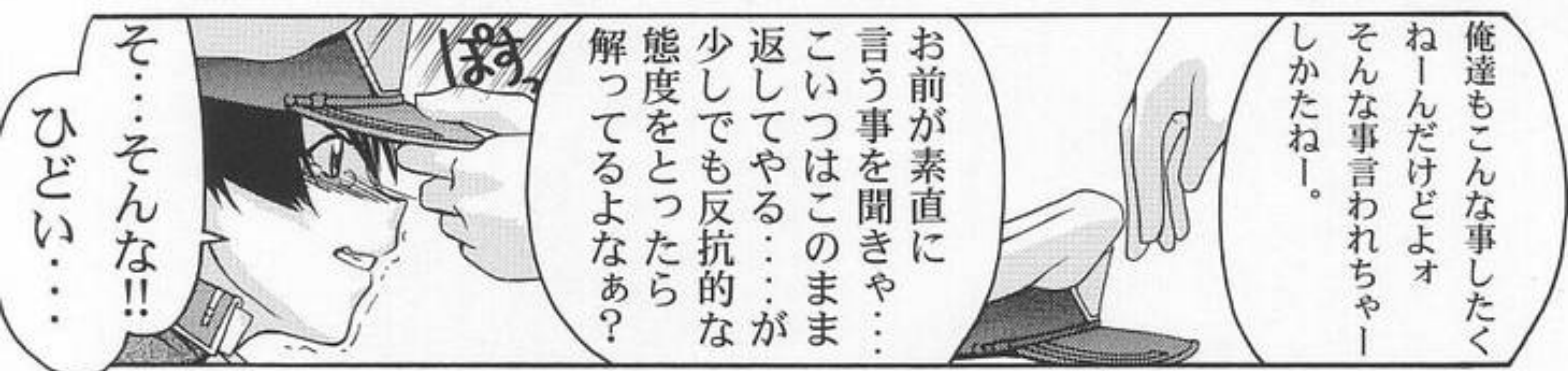 俺達もこんな事したく
ねーんだけどよォ
そんな事言われちゃー
しかたねー。
お前が素直に
言う事を聞きゃ･･･
こいつはこのまま
返してやる････が
少しでも反抗的な
態度をとったら
解ってるよなぁ?
ぱさっ
そ･･･そんな!!
ひどい･･･